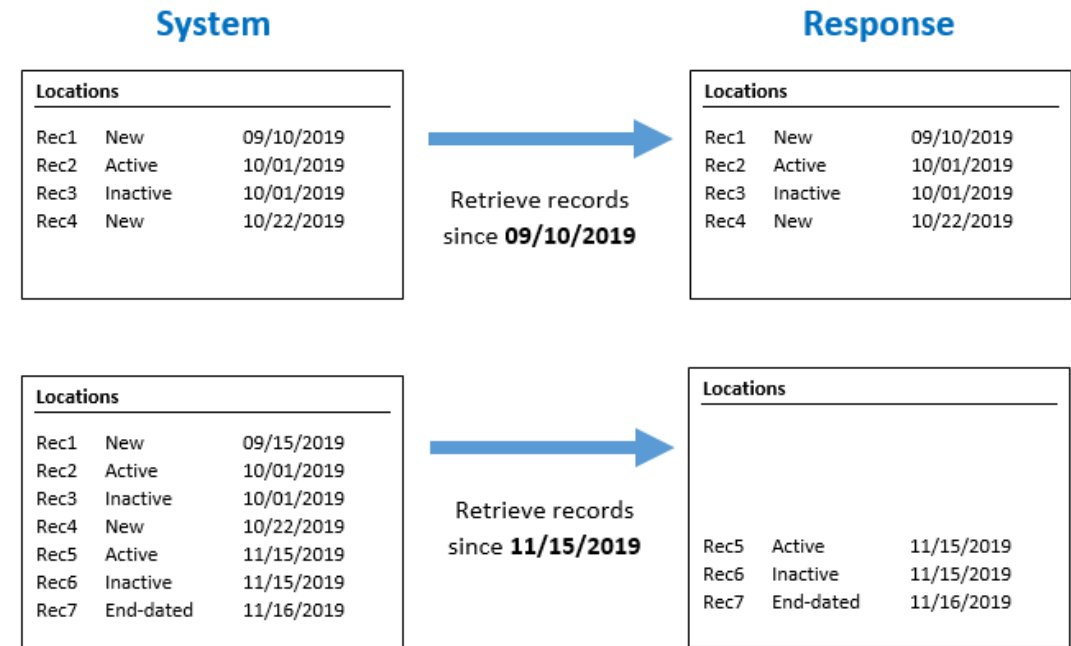 System
Response
Locations
Rec1 New 09/10/2019
Rec2 Active 10/01/2019
Rec3 Inactive 10/01/2019
Rec4 New 10/22/2019
Retrieve records
since 09/10/2019
Locations
Rec1 New 09/10/2019
Rec2 Active 10/01/2019
Rec3 Inactive 10/01/2019
Rec4 New 10/22/2019
Locations
Rec1 New 09/15/2019
Rec2 Active 10/01/2019
Rec3 Inactive 10/01/2019
Rec4 New 10/22/2019
Rec5 Active 11/15/2019
Rec6 Inactive 11/15/2019
Rec7 End-dated 11/16/2019
Retrieve records
since 11/15/2019
Locations
Rec5 Active 11/15/2019
Rec6 Inactive 11/15/2019
Rec7 End-dated 11/16/2019